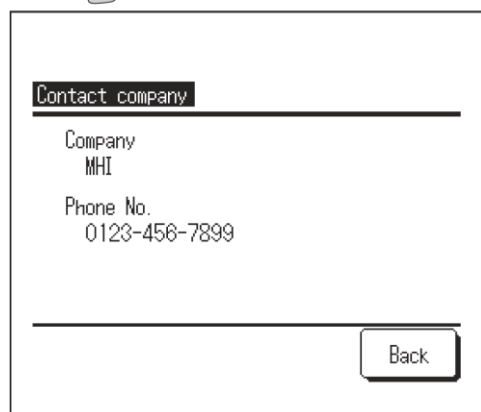 Contact company
Company
MHI
Phone No.
0123-456-7899
Back